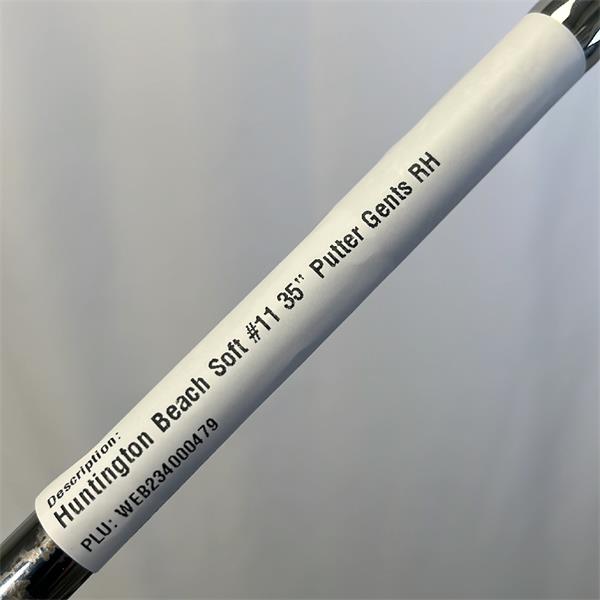 Description:
Huntington Beach Soft #11 35" Putter Gents RH
PLU: WEB234000479